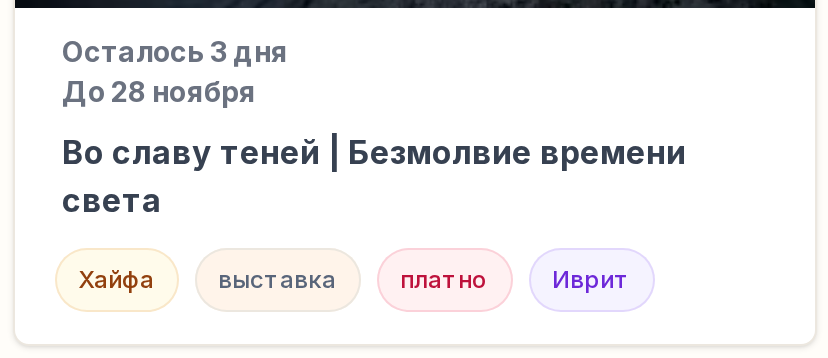 Осталось 3 дня
До 28 ноября
Во славу теней | Безмолвие времени
света
Хайфа выставка платно Иврит